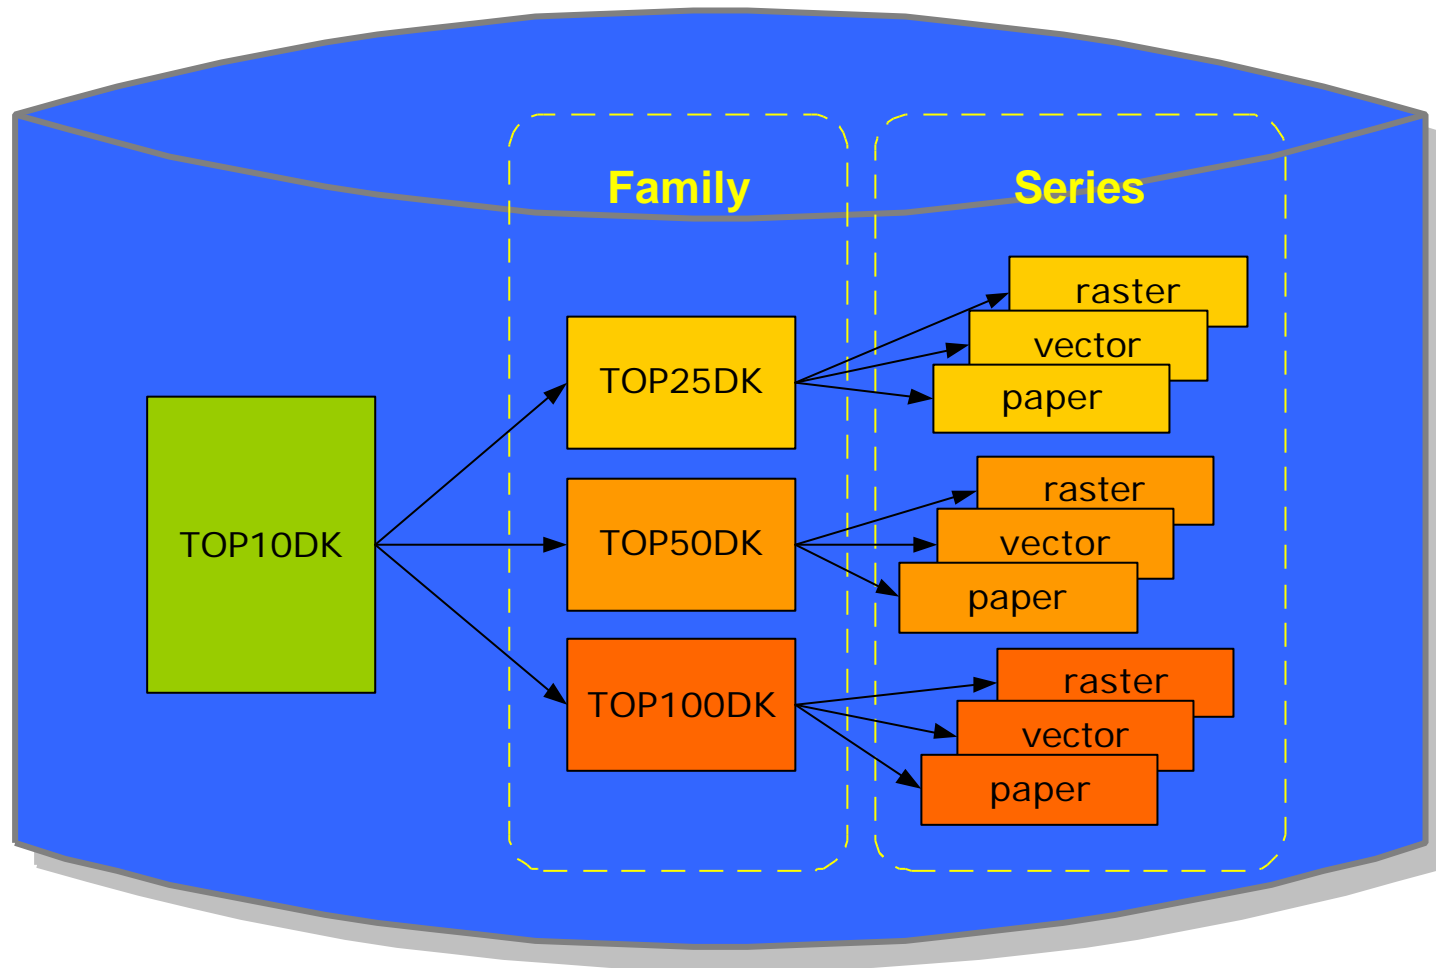 Family
Series
TOP10DK
TOP25DK
raster
vector
paper
TOP50DK
raster
vector
paper
TOP100DK
raster
vector
paper